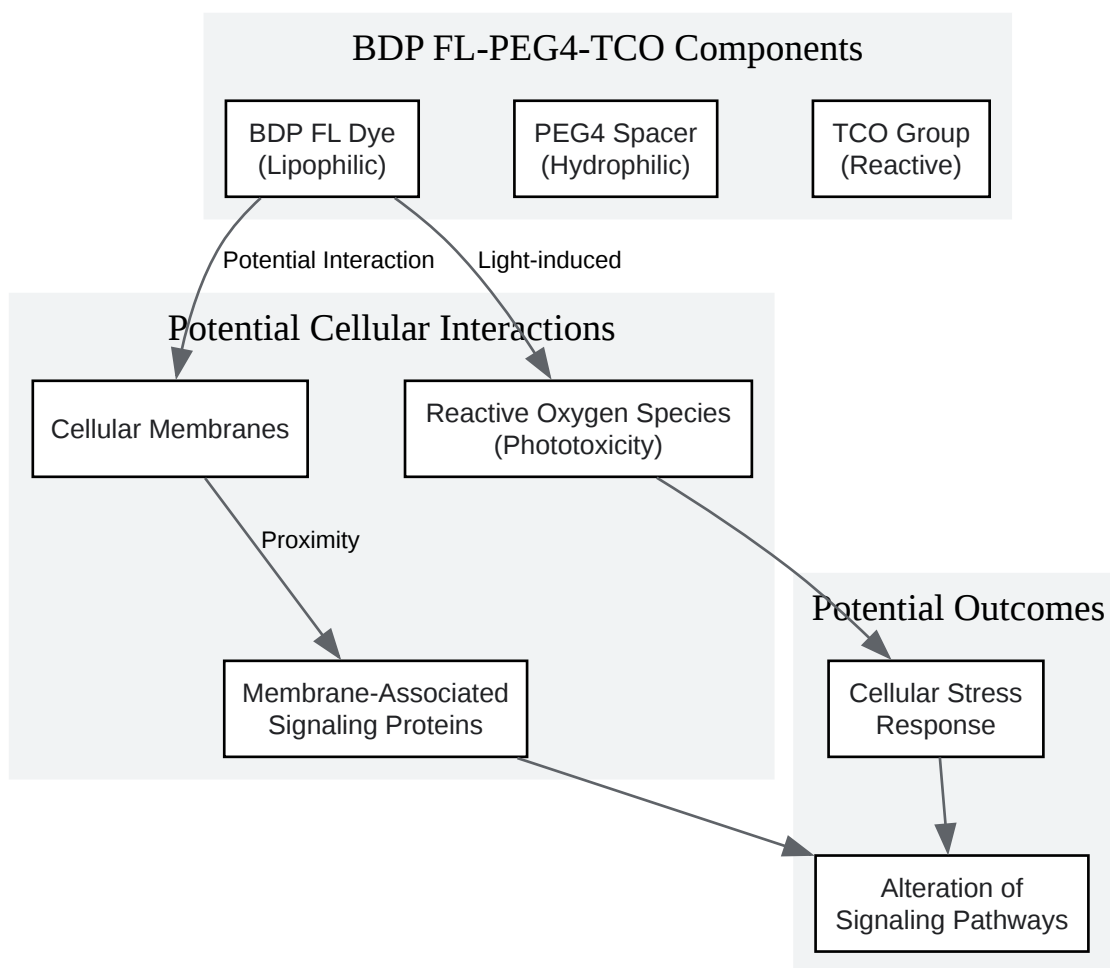 BDP FL-PEG4-TCO Components
BDP FL Dye
(Lipophilic)
PEG4 Spacer
(Hydrophilic)
TCO Group
(Reactive)
Potential Interaction
Light-induced
Potential Cellular Interactions
Cellular Membranes
Reactive Oxygen Species
(Phototoxicity)
Proximity
Potential Outcomes
Membrane-Associated
Signaling Proteins
Cellular Stress
Response
Alteration of
Signaling Pathways